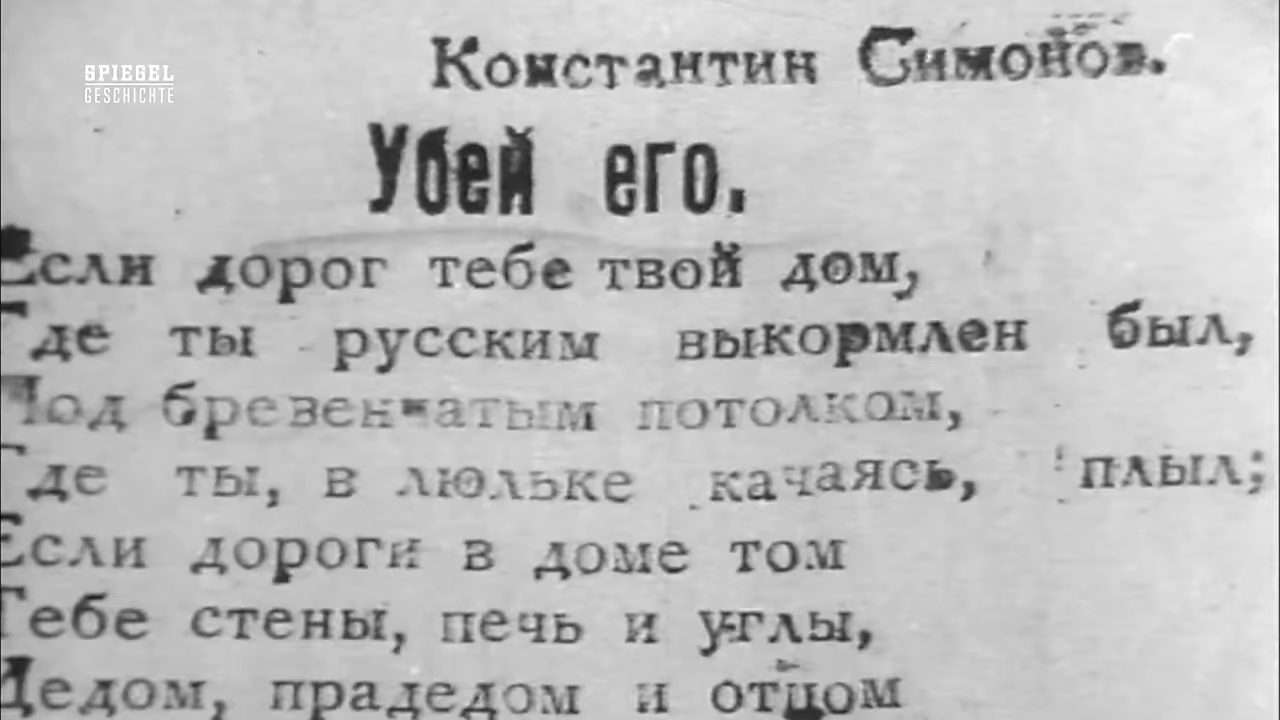 SPIEGEL
GESCHICHTE
Константин Симонов.
Убей его.
Если дорог тебе твой дом,
Где ты русским выкормлен был,
Под бревенчатым потолком,
Где ты, в люльке качаясь, плыл;
Если дороги в доме том
Тебе стены, печь и углы,
Дедом, прадедом и отцом